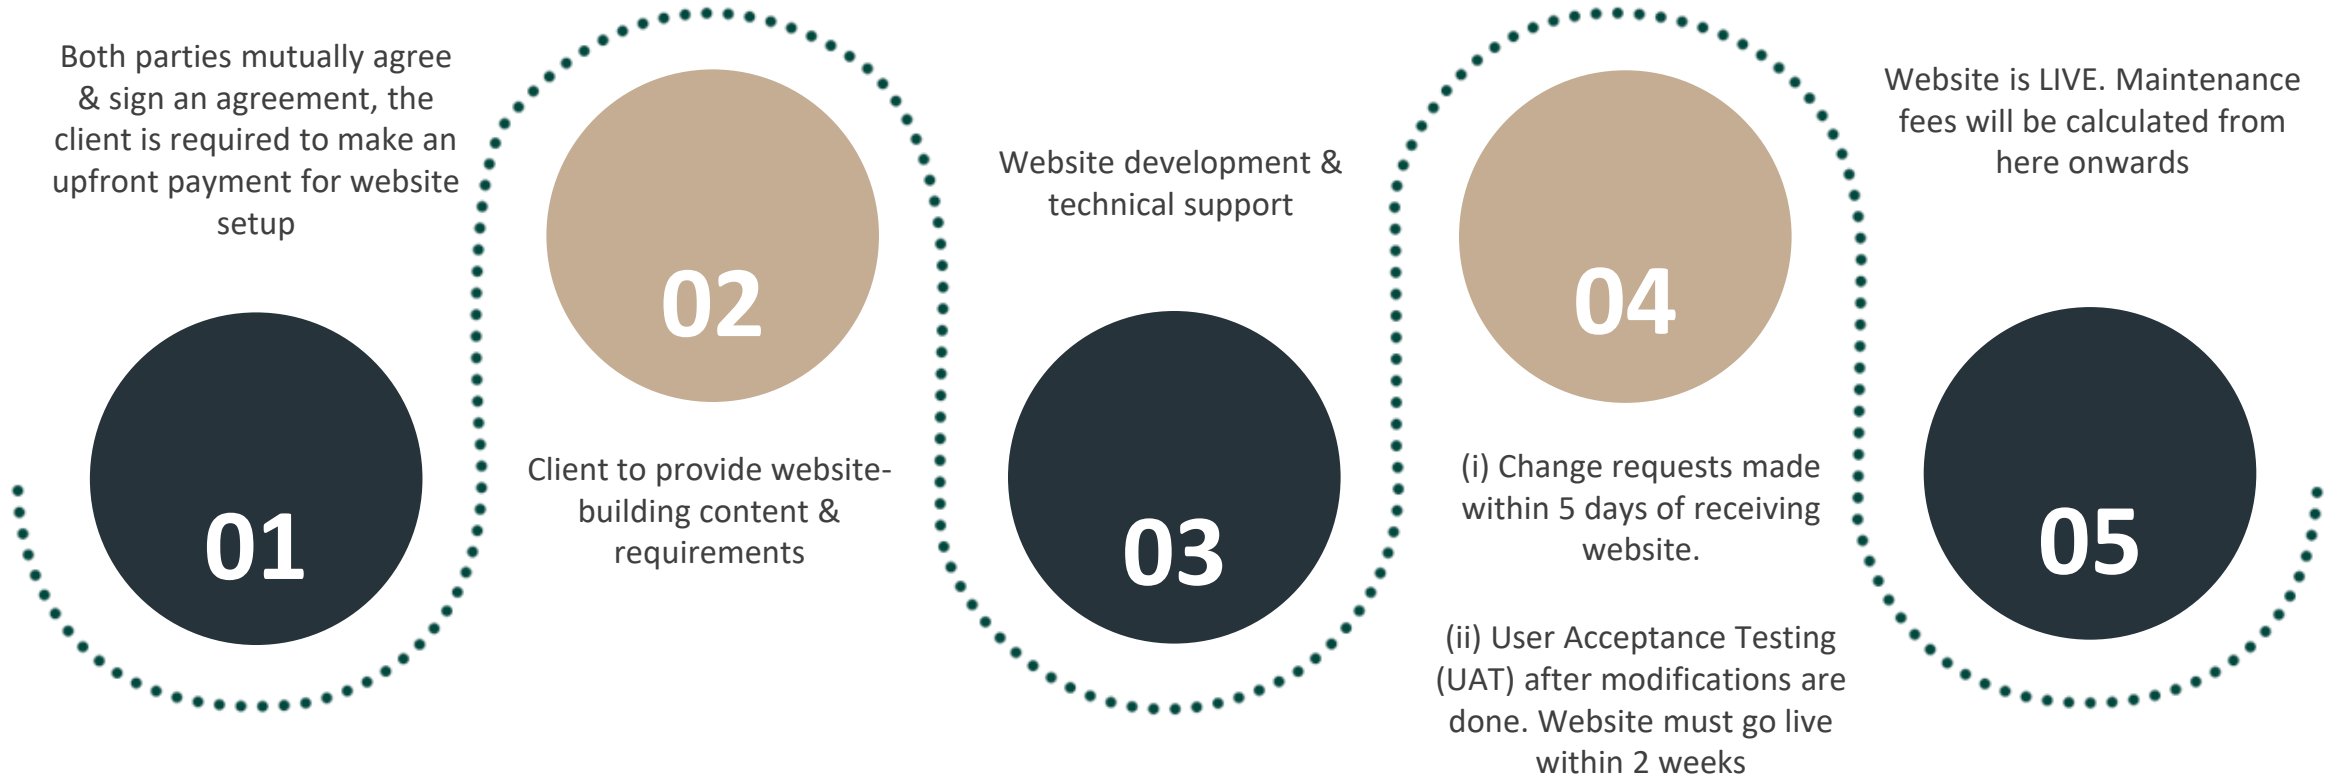 Both parties mutually agree
& sign an agreement, the
client is required to make an
upfront payment for website
setup
01
02
Client to provide website-
building content &
requirements
Website development &
technical support
03
04
(i) Change requests made
within 5 days of receiving
website.
(ii) User Acceptance Testing
(UAT) after modifications are
done. Website must go live
within 2 weeks
Website is LIVE. Maintenance
fees will be calculated from
here onwards
05